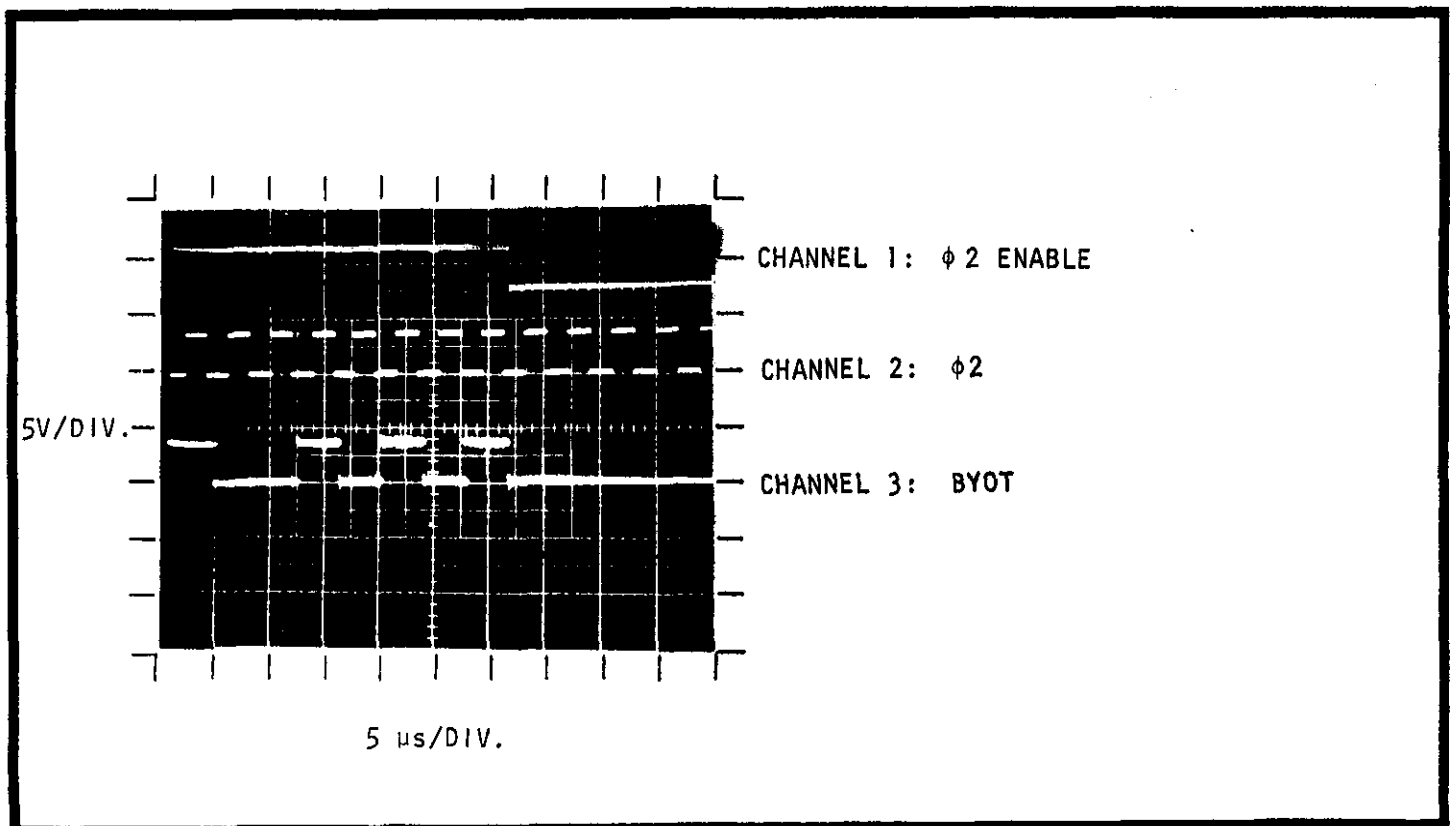 CHANNEL 1: φ2 ENABLE
CHANNEL 2: φ2
5V/DIV.
CHANNEL 3: BYOT
5 μs/DIV.